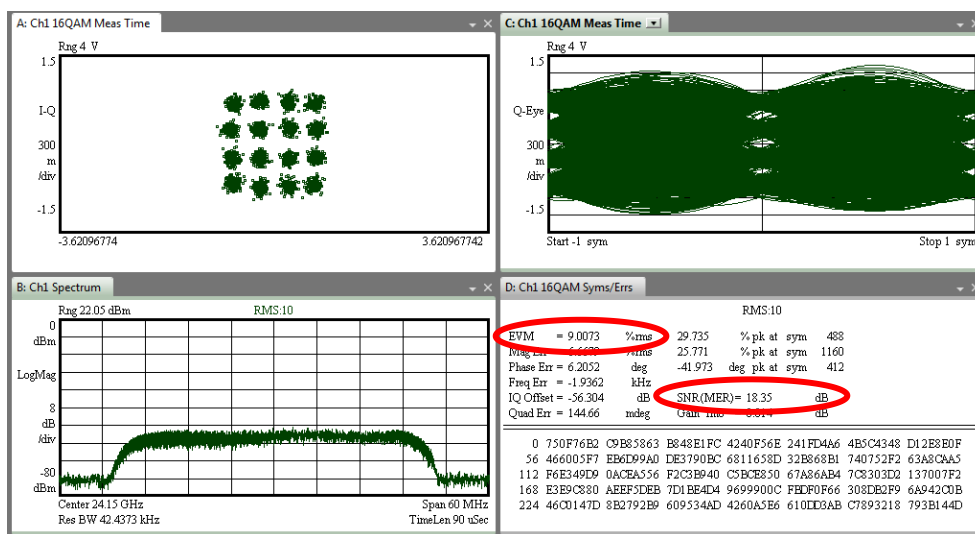 A: Ch1 16QAM Meas Time
Rng 4 V
1.5
I-Q
300
m
/div
-1.5
-3.62096774
3.620967742
C: Ch1 16QAM Meas Time
Rng 4 V
1.5
Q-Eye
300
m
/div
-1.5
Start -1 sym
Stop 1 sym
B: Ch1 Spectrum
Rng 22.05 dBm
RMS:10
0
dBm
LogMag
8
dB
/div
-80
dBm
Center 24.15 GHz
Span 60 MHz
Res BW 42.4373 kHz
TimeLen 90 uSec
D: Ch1 16QAM Syms/Errs
RMS:10
EVM = 9.0073 %rms 29.735 % pk at sym 488
Mag Err = %rms 25.771 % pk at sym 1160
Phase Err = 6.2052 deg -41.973 deg pk at sym 412
Freq Err = -1.9362 kHz
IQ Offset = -56.304 dB SNR(MER)= 18.35 dB
Quad Err = 144.66 mdeg Gain dB
0 750F76B2 C9B85863 B848E1FC 4240F56E 241FD4A6 4B5C4348 D12E8E0F
56 466005F7 EB6D99A0 DE3790BC 6811658D 32B868B1 740752F2 63A8CAA5
112 F6E349D9 0ACEA556 F2C3B940 C5BCE850 67A86AB4 7C8303D2 137007F2
168 E3E9C880 AEEF5DEB 7D1BE4D4 9699900C FBDF0F66 308DB2F9 6A942C0B
224 46C0147D 8B2792B9 609534AD 4260A5E6 610DD3AB C7893218 793B144D